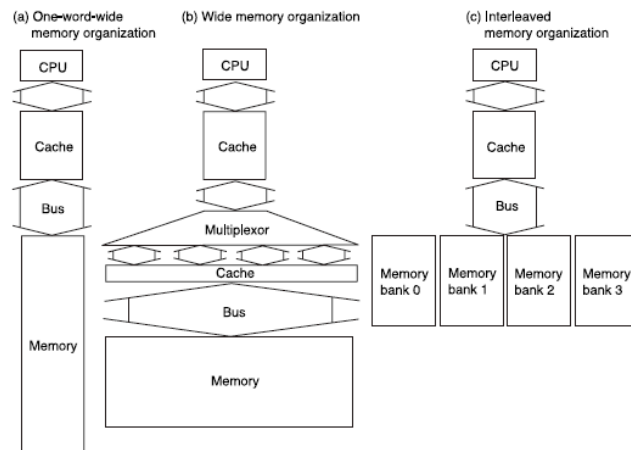 (a) One-word-wide
memory organization
CPU
Cache
Bus
Memory
(b) Wide memory organization
CPU
Cache
Multiplexor
Cache
Bus
Memory
(c) Interleaved
memory organization
CPU
Cache
Bus
Memory
bank 0
Memory
bank 1
Memory
bank 2
Memory
bank 3